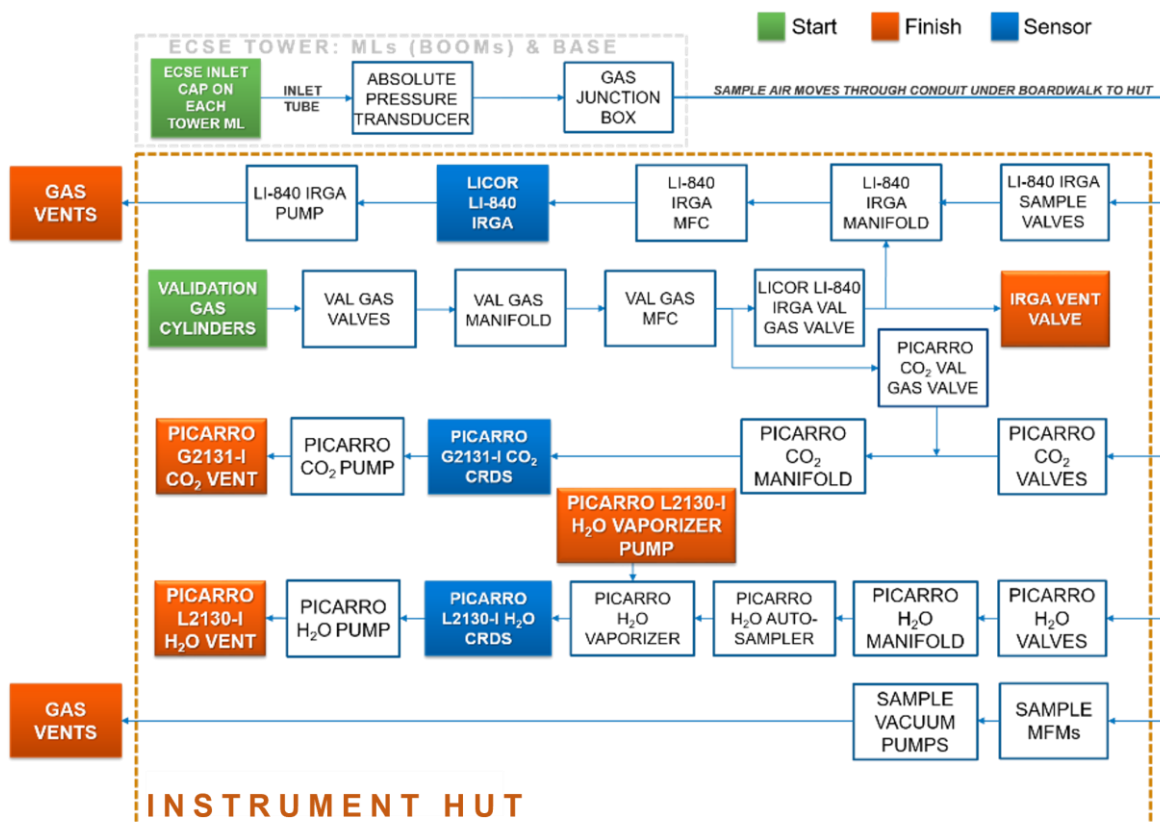 Start
Finish
Sensor
ECSE TOWER: MLs (BOOMs) & BASE
ECSE INLET
CAP ON
EACH
TOWER ML
INLET
TUBE
ABSOLUTE
PRESSURE
TRANSDUCER
GAS
JUNCTION
BOX
SAMPLE AIR MOVES THROUGH CONDUIT UNDER BOARDWALK TO HUT
GAS
VENTS
LI-840 IRGA
PUMP
LICOR
LI-840
IRGA
LI-840
IRGA
MFC
LI-840
IRGA
MANIFOLD
LI-840 IRGA
SAMPLE
VALVES
VALIDATION
GAS
CYLINDERS
VAL GAS
VALVES
VAL GAS
MANIFOLD
VAL GAS
MFC
LICOR LI-840
IRGA VAL
GAS VALVE
IRGA VENT
VALVE
PICARRO
CO₂ VAL
GAS VALVE
PICARRO
G2131-I
CO₂ VENT
PICARRO
CO₂ PUMP
PICARRO
G2131-I CO₂
CRDS
PICARRO
CO₂
MANIFOLD
PICARRO
CO₂
VALVES
PICARRO L2130-I
H₂O VAPORIZER
PUMP
PICARRO
L2130-I
H₂O VENT
PICARRO
H₂O PUMP
PICARRO
L2130-I H₂O
CRDS
PICARRO
H₂O
VAPORIZER
PICARRO
H₂O AUTO-
SAMPLER
PICARRO
H₂O
MANIFOLD
PICARRO
H₂O
VALVES
GAS
VENTS
SAMPLE
VACUUM
PUMPS
SAMPLE
MFMs
INSTRUMENT HUT